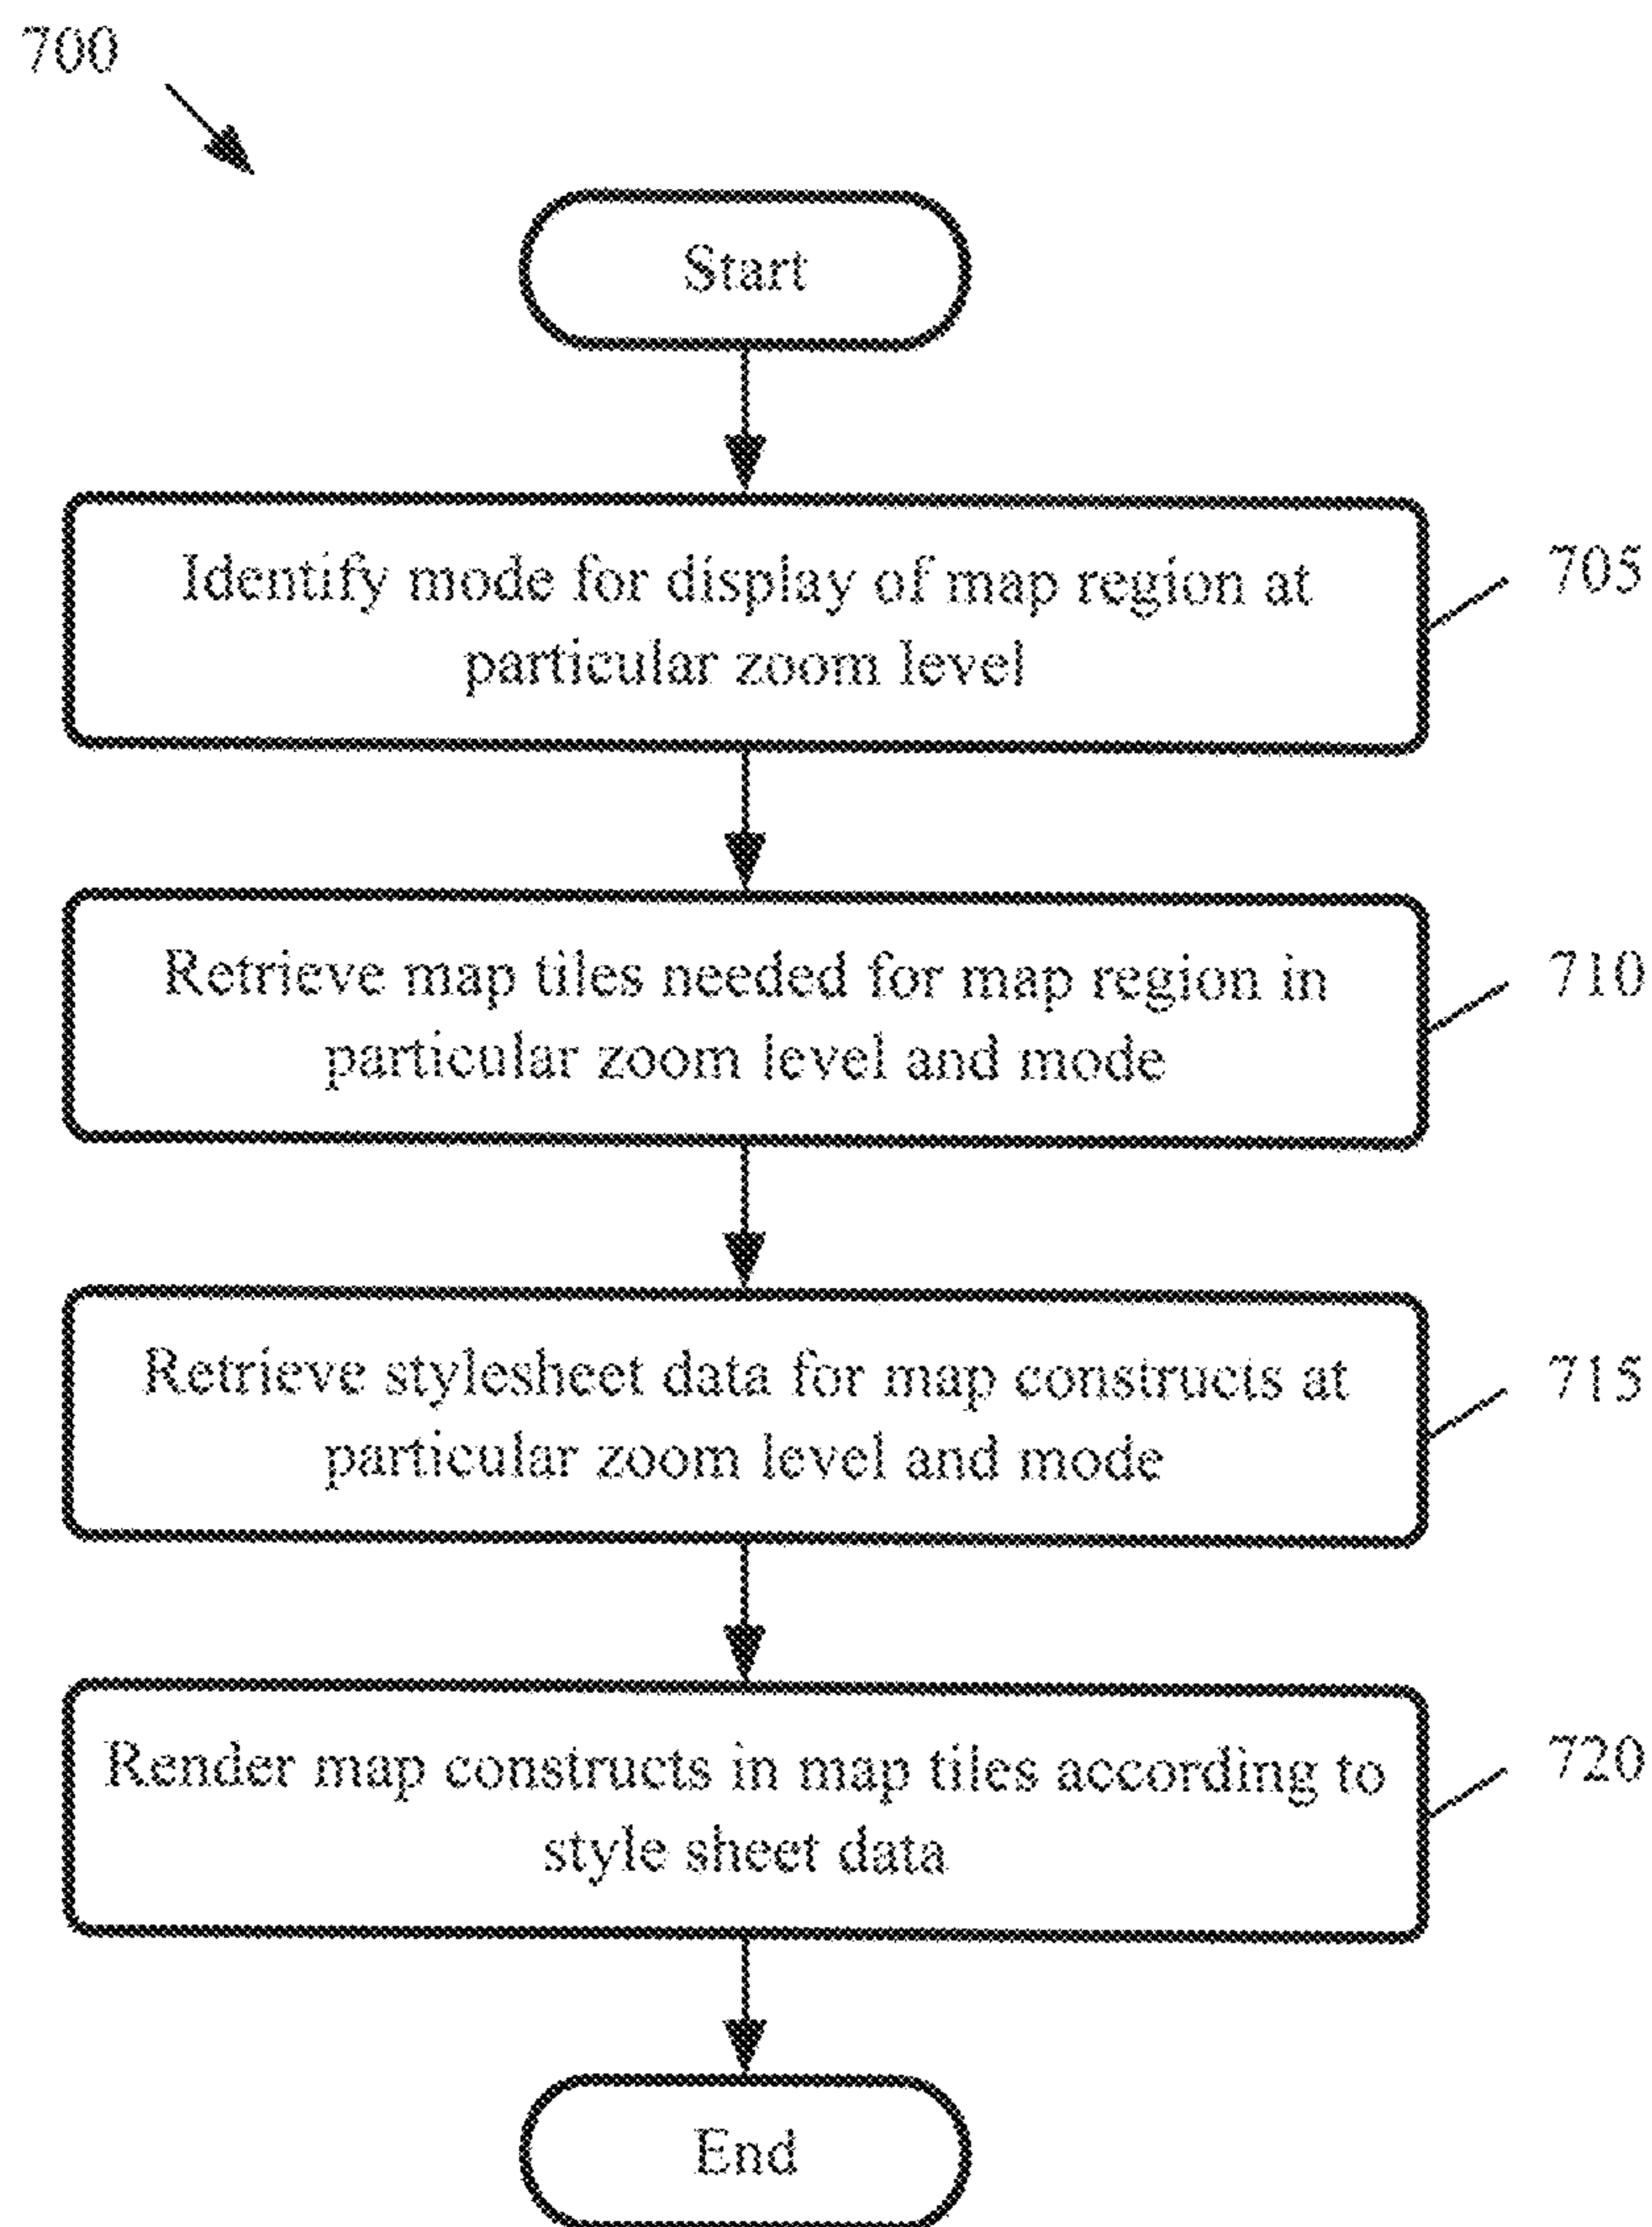 700
Start
Identify mode for display of map region at
particular zoom level
705
Retrieve map tiles needed for map region in
particular zoom level and mode
710
Retrieve stylesheet data for map constructs at
particular zoom level and mode
715
Render map constructs in map tiles according to
style sheet data
720
End